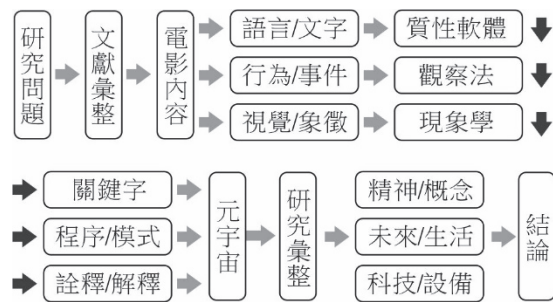 研究問題
文獻彙整
電影內容
語言/文字
質性軟體
行為/事件
觀察法
視覺/象徵
現象學
關鍵字
程序/模式
詮釋/解釋
元宇宙
研究彙整
精神/概念
未來/生活
科技/設備
結論